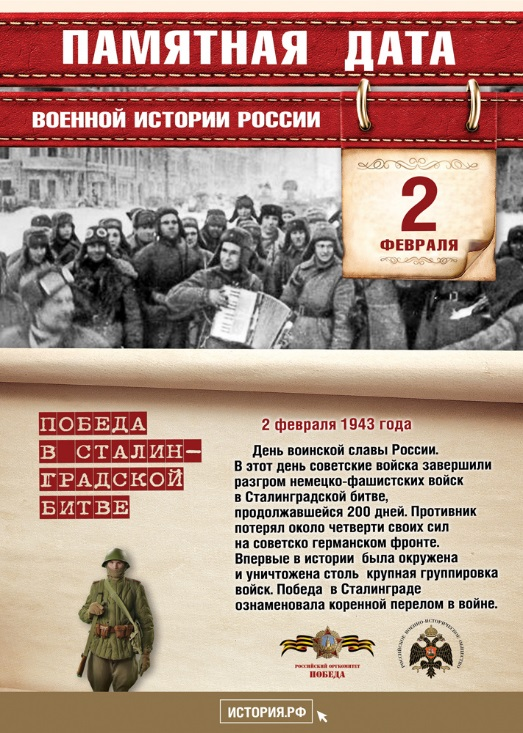 ПАМЯТНАЯ ДАТА
ВОЕННОЙ ИСТОРИИ РОССИИ
2
ФЕВРАЛЯ
ПОБЕДА
В СТАЛИН-
ГРАДСКОЙ
БИТВЕ
2 февраля 1943 года
День воинской славы России.
В этот день советские войска завершили
разгром немецко-фашистских войск
в Сталинградской битве,
продолжавшейся 200 дней. Противник
потерял около четверти своих сил
на советско германском фронте.
Впервые в истории была окружена
и уничтожена столь крупная группировка
войск. Победа в Сталинграде
ознаменовала коренной перелом в войне.
РОССИЙСКИЙ ОРГКОМИТЕТ
ПОБЕДА
РОССИЙСКОЕ ВОЕННО-ИСТОРИЧЕСКОЕ ОБЩЕСТВО
ИСТОРИЯ.РФ